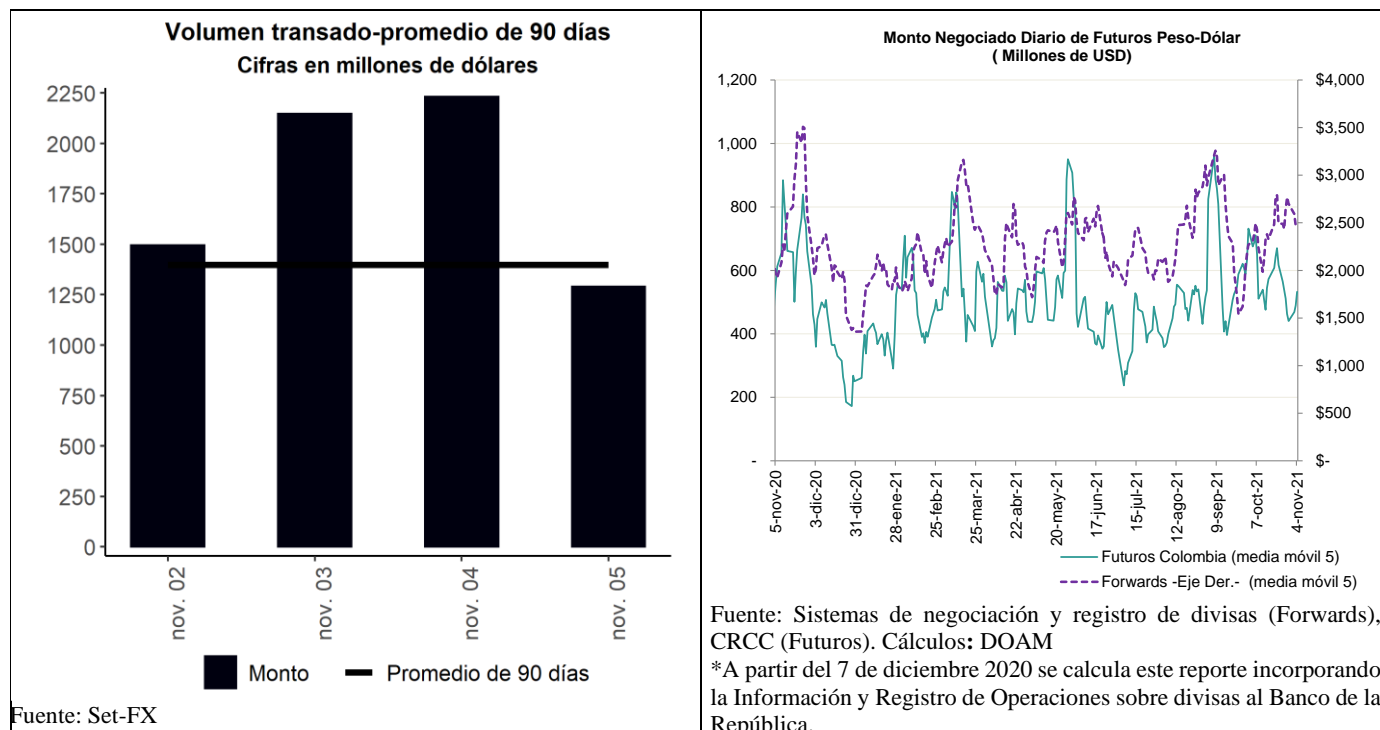 Volumen transado-promedio de 90 días
Cifras en millones de dólares
2250
2000
1750
1500
1250
1000
750
500
250
0
nov. 02
nov. 03
nov. 04
nov. 05
Monto
Promedio de 90 días
Fuente: Set-FX
Monto Negociado Diario de Futuros Peso-Dólar
( Millones de USD)
1,200
1,000
800
600
400
200
-
$4,000
$3,500
$3,000
$2,500
$2,000
$1,500
$1,000
$500
$-
5-nov-20
3-dic-20
31-dic-20
28-ene-21
25-feb-21
25-mar-21
22-abr-21
20-may-21
17-jun-21
15-jul-21
12-ago-21
9-sep-21
7-oct-21
4-nov-21
Futuros Colombia (media móvil 5)
Forwards -Eje Der.- (media móvil 5)
Fuente: Sistemas de negociación y registro de divisas (Forwards),
CRCC (Futuros). Cálculos: DOAM
*A partir del 7 de diciembre 2020 se calcula este reporte incorporando
la Información y Registro de Operaciones sobre divisas al Banco de la
República.